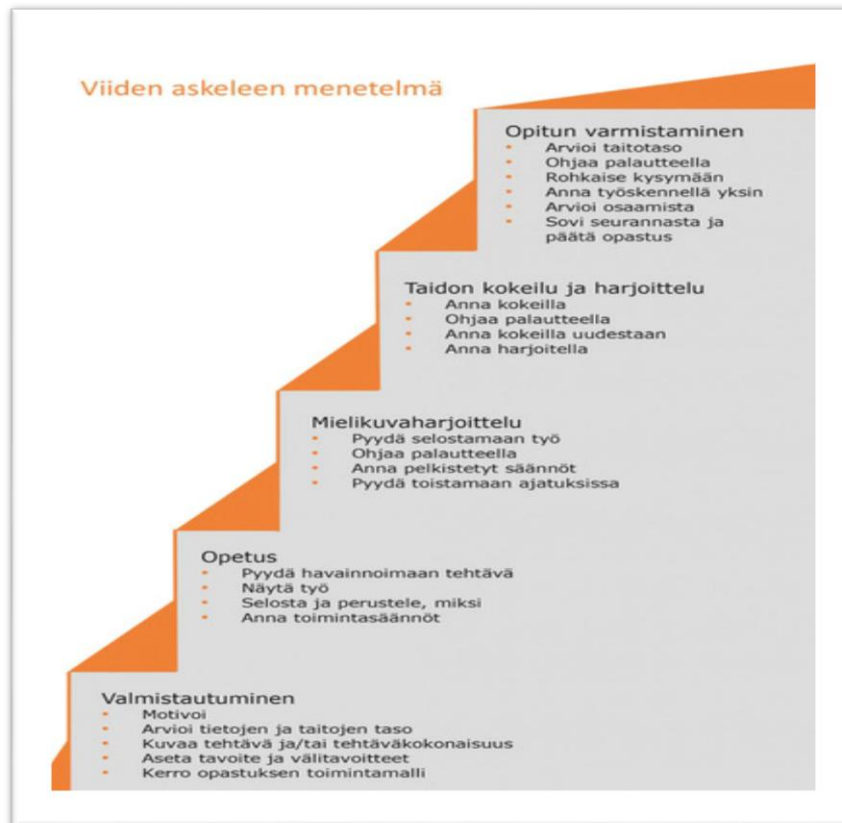 Viiden askeleen menetelmä
Opitun varmistaminen
• Arvioi taitotaso
• Ohjaa palautteella
• Rohkaise kysymään
• Anna työskennellä yksin
• Arvioi osaamista
• Sovi seurannasta ja
päätä opastus
Taidon kokeilu ja harjoittelu
• Anna kokeilla
• Ohjaa palautteella
• Anna kokeilla uudestaan
• Anna harjoitella
Mielikuvaharjoittelu
• Pyydä selostamaan työ
• Ohjaa palautteella
• Anna pelkistetyt säännöt
• Pyydä toistamaan ajatuksissa
Opetus
• Pyydä havainnoimaan tehtävä
• Näytä työ
• Selosta ja perustele, miksi
• Anna toimintasäännöt
Valmistautuminen
• Motivoi
• Arvioi tietojen ja taitojen taso
• Kuvaa tehtävä ja/tai tehtäväkokonaisuus
• Aseta tavoite ja välitavoitteet
• Kerro opastuksen toimintamalli